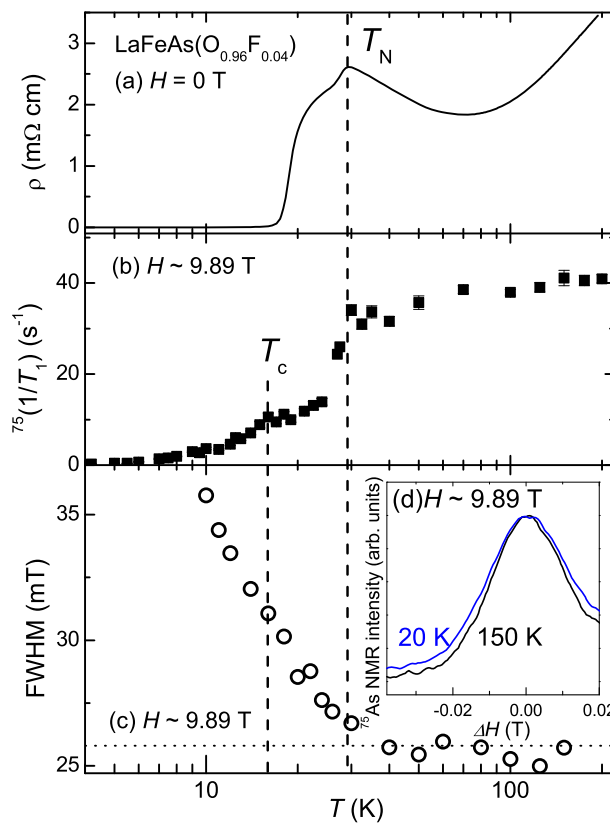 LaFeAs(O0.96F0.04)
TN
(a) H = 0 T
ρ (mΩ cm)
3
2
1
0
(b) H ~ 9.89 T
75(1/T1) (s-1)
40
20
0
Tc
(d)H ~ 9.89 T
75As NMR intensity (arb. units)
20 K
150 K
-0.02 0.00 0.02
ΔH (T)
FWHM (mT)
35
30
25
(c) H ~ 9.89 T
10 100
T (K)